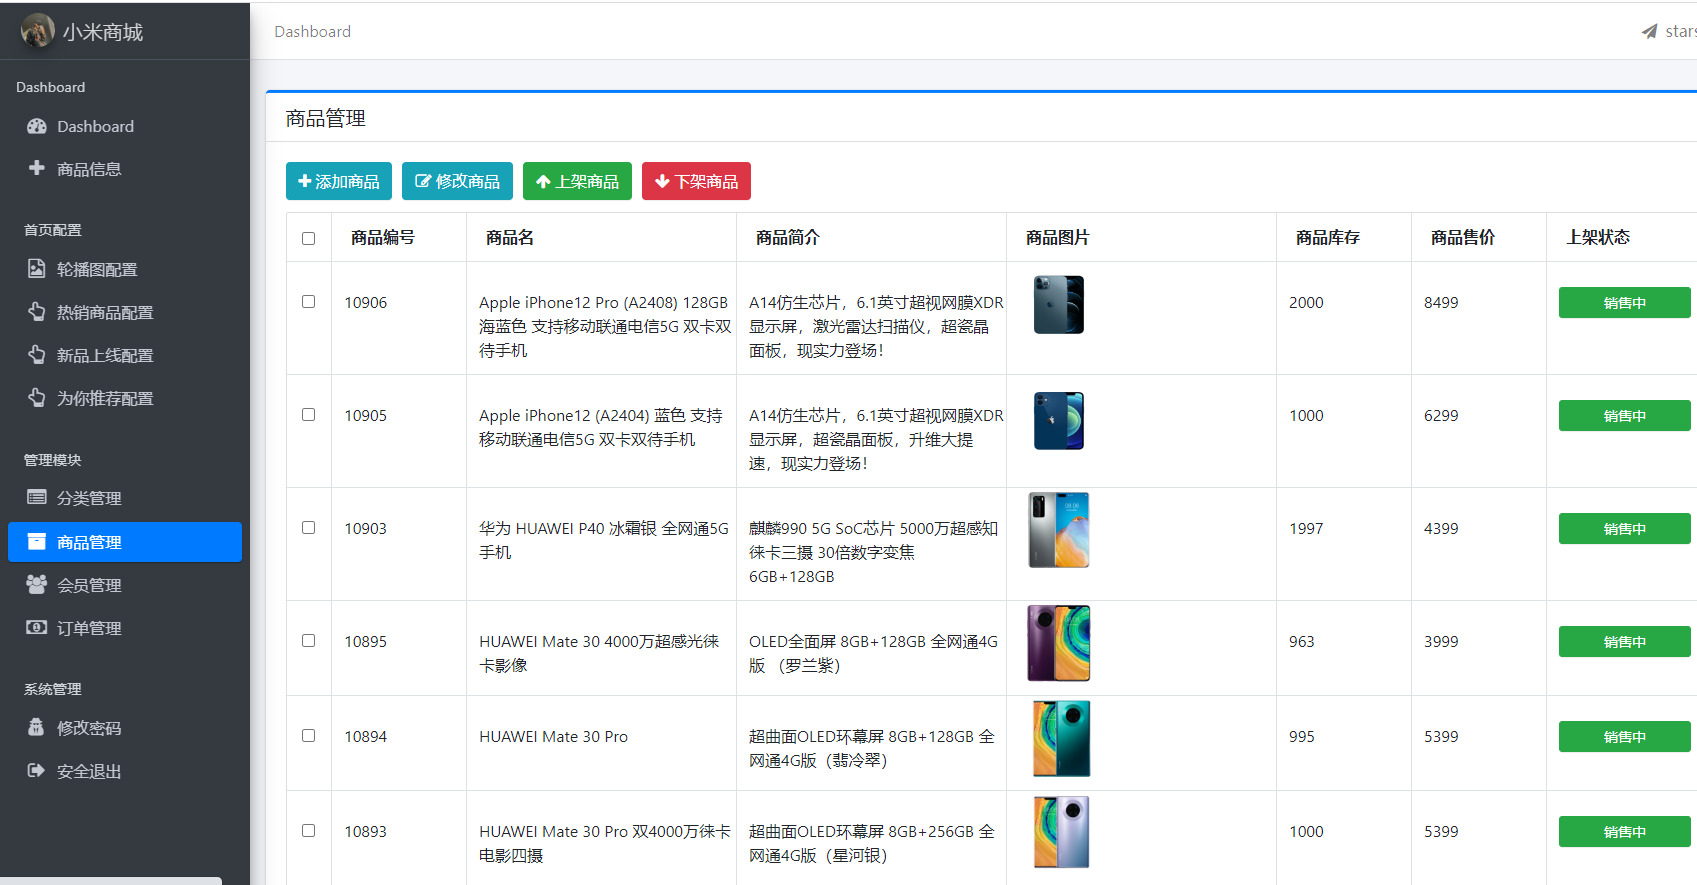 小米商城
Dashboard
stars
Dashboard
Dashboard
商品信息
首页配置
轮播图配置
热销商品配置
新品上线配置
为你推荐配置
管理模块
分类管理
商品管理
会员管理
订单管理
系统管理
修改密码
安全退出
商品管理
添加商品 修改商品 上架商品 下架商品
商品编号 商品名 商品简介 商品图片 商品库存 商品售价 上架状态
10906
Apple iPhone12 Pro (A2408) 128GB
海蓝色 支持移动联通电信5G 双卡双
待手机
A14仿生芯片，6.1英寸超视网膜XDR
显示屏，激光雷达扫描仪，超瓷晶
面板，现实力登场！
2000
8499
销售中
10905
Apple iPhone12 (A2404) 蓝色 支持
移动联通电信5G 双卡双待手机
A14仿生芯片，6.1英寸超视网膜XDR
显示屏，超瓷晶面板，升维大提
速，现实力登场！
1000
6299
销售中
10903
华为 HUAWEI P40 冰霜银 全网通5G
手机
麒麟990 5G SoC芯片 5000万超感知
徕卡三摄 30倍数字变焦
6GB+128GB
1997
4399
销售中
10895
HUAWEI Mate 30 4000万超感光徕
卡影像
OLED全面屏 8GB+128GB 全网通4G
版 （罗兰紫）
963
3999
销售中
10894
HUAWEI Mate 30 Pro
超曲面OLED环幕屏 8GB+128GB 全
网通4G版（翡冷翠）
995
5399
销售中
10893
HUAWEI Mate 30 Pro 双4000万徕卡
电影四摄
超曲面OLED环幕屏 8GB+256GB 全
网通4G版（星河银）
1000
5399
销售中